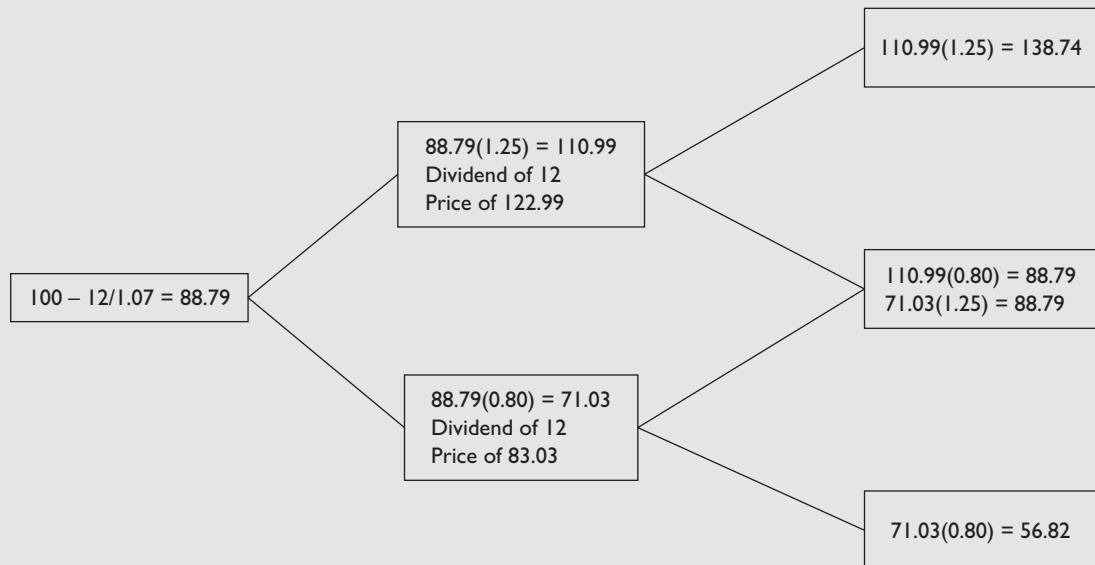 110.99(1.25) = 138.74
88.79(1.25) = 110.99
Dividend of 12
Price of 122.99
100 – 12/1.07 = 88.79
110.99(0.80) = 88.79
71.03(1.25) = 88.79
88.79(0.80) = 71.03
Dividend of 12
Price of 83.03
71.03(0.80) = 56.82